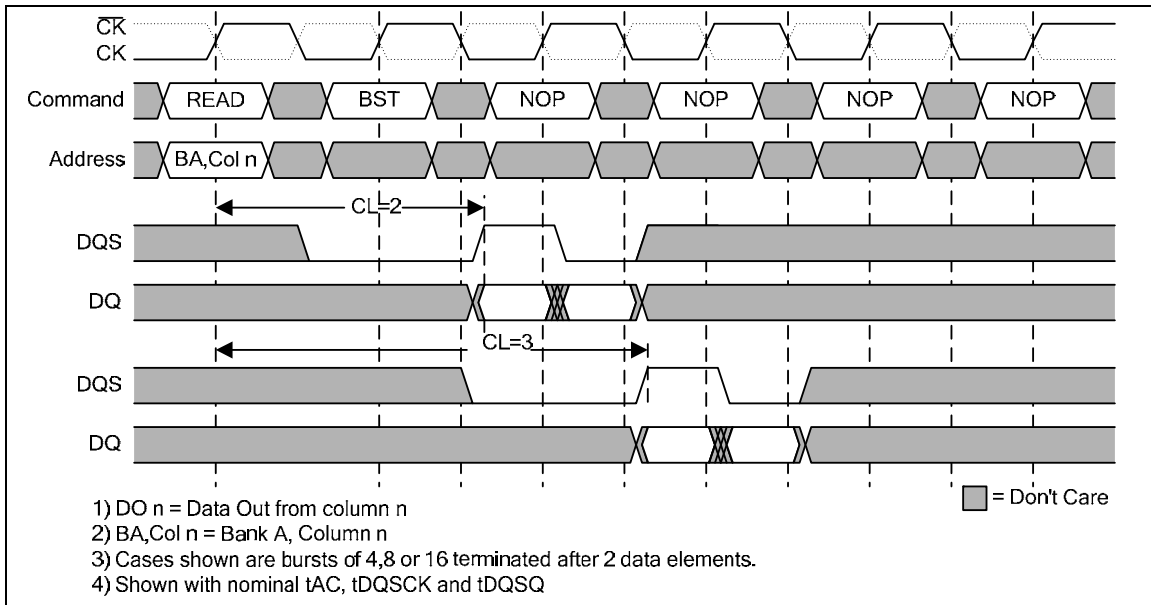 CK
CK
Command READ BST NOP NOP NOP NOP
Address BA,Col n
CL=2
DQS
DQ
CL=3
DQS
DQ
1) DO n = Data Out from column n
2) BA,Col n = Bank A, Column n
3) Cases shown are bursts of 4,8 or 16 terminated after 2 data elements.
4) Shown with nominal tAC, tDQSCK and tDQSQ
= Don't Care